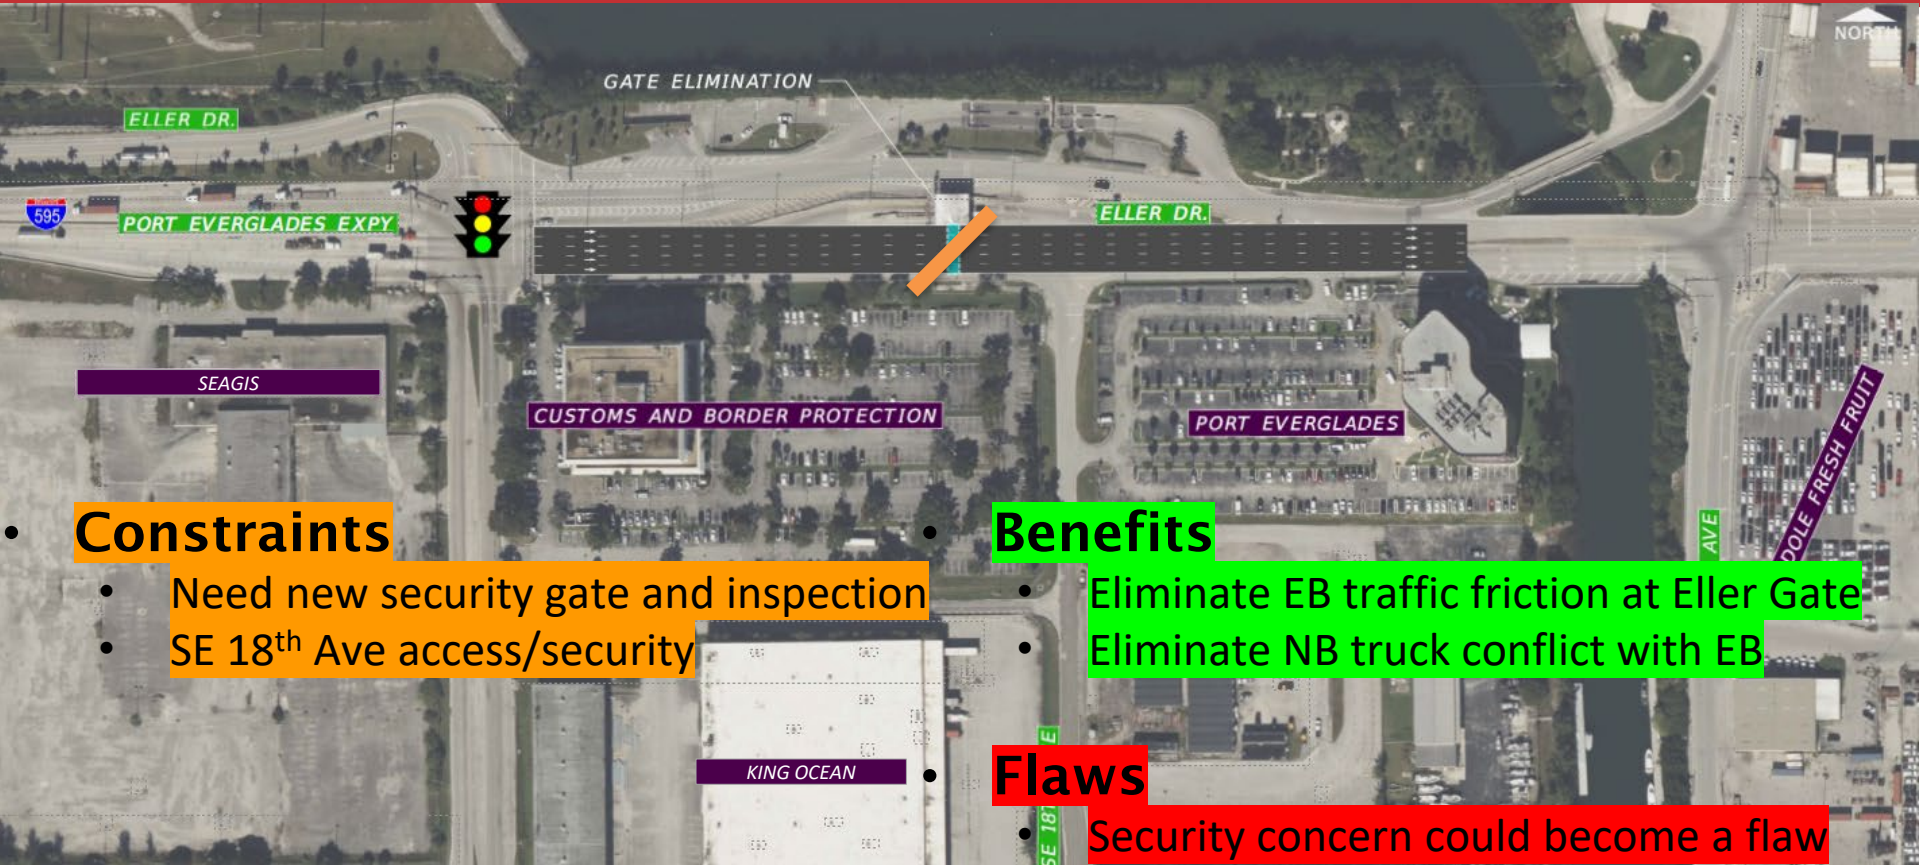 NORTH
GATE ELIMINATION
ELLER DR.
595
PORT EVERGLADES EXPY
ELLER DR.
SEAGIS
CUSTOMS AND BORDER PROTECTION
PORT EVERGLADES
DOLE FRESH FRUIT
• Constraints
• Need new security gate and inspection
• SE 18th Ave access/security
• Benefits
• Eliminate EB traffic friction at Eller Gate
• Eliminate NB truck conflict with EB
AVE
KING OCEAN
• Flaws
• Security concern could become a flaw
SE 18
E